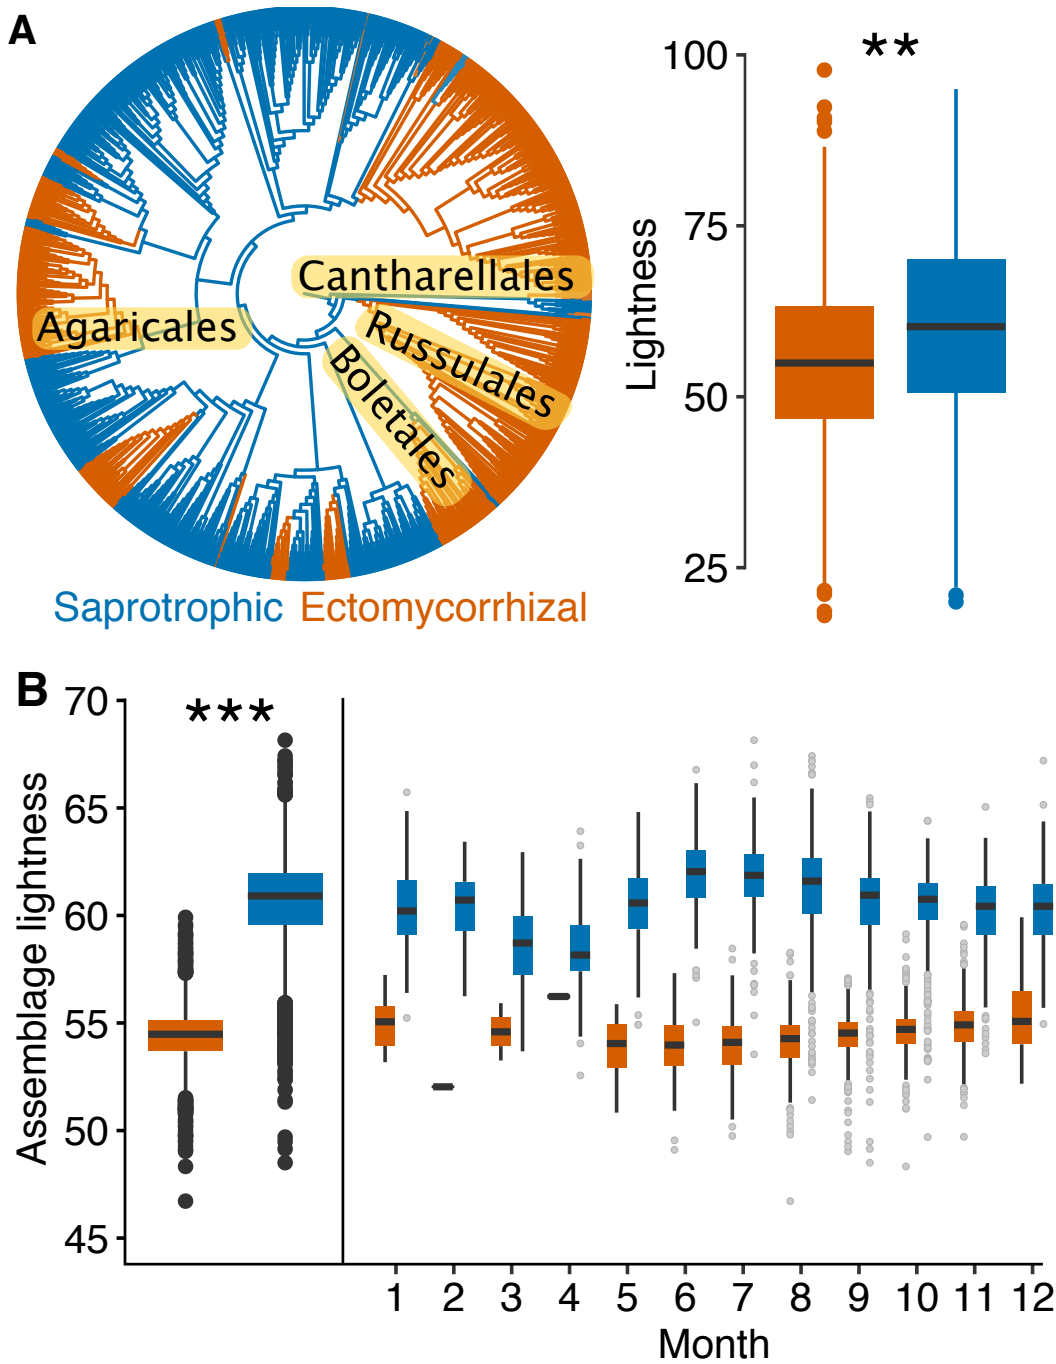 A
Cantharellales
Agaricales
Russulales
Boletales
Saprotrophic Ectomycorrhizal
**
Lightness
100
75
50
25
B
***
Assemblage lightness
70
65
60
55
50
45
1 2 3 4 5 6 7 8 9 10 11 12
Month